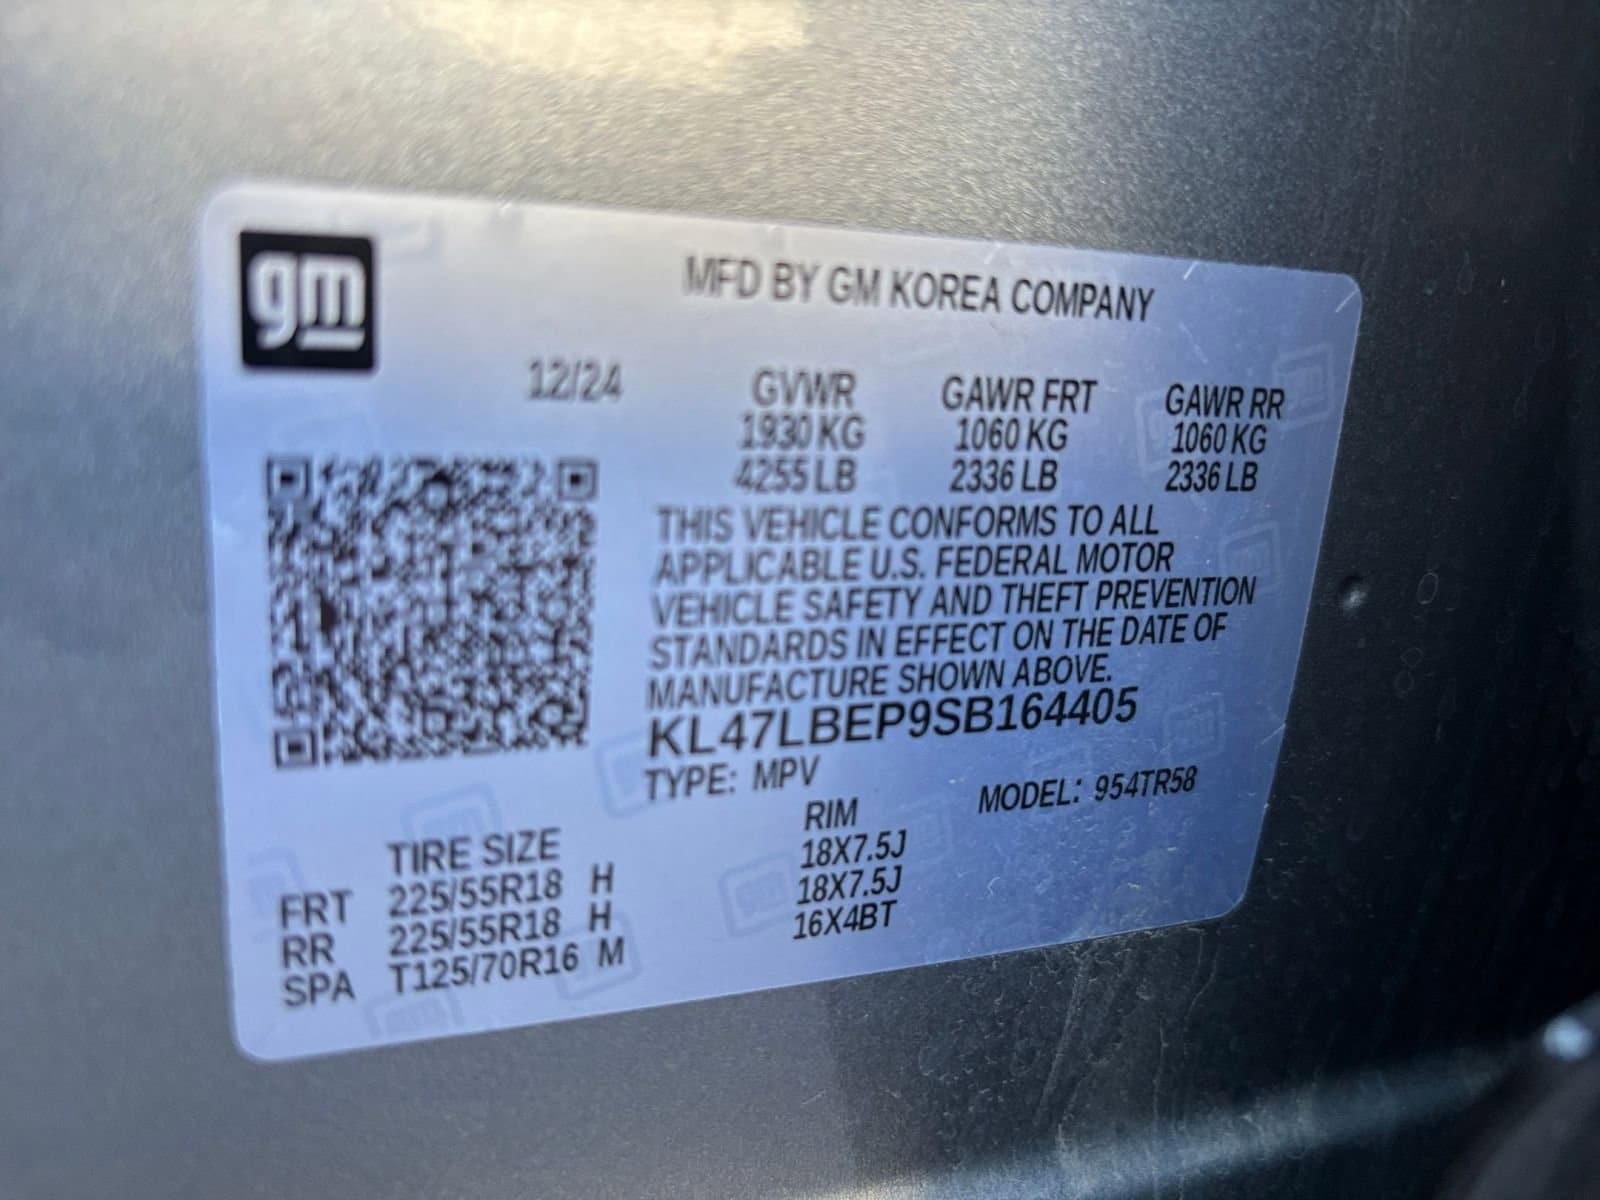 gm
MFD BY GM KOREA COMPANY
12/24 GVWR GAWR FRT GAWR RR
1930 KG 1060 KG 1060 KG
4255 LB 2336 LB 2336 LB
THIS VEHICLE CONFORMS TO ALL
APPLICABLE U.S. FEDERAL MOTOR
VEHICLE SAFETY AND THEFT PREVENTION
STANDARDS IN EFFECT ON THE DATE OF
MANUFACTURE SHOWN ABOVE.
KL47LBEP9SB164405
TYPE: MPV MODEL: 954TR58
TIRE SIZE RIM
FRT 225/55R18 H 18X7.5J
RR 225/55R18 H 18X7.5J
SPA T125/70R16 M 16X4BT